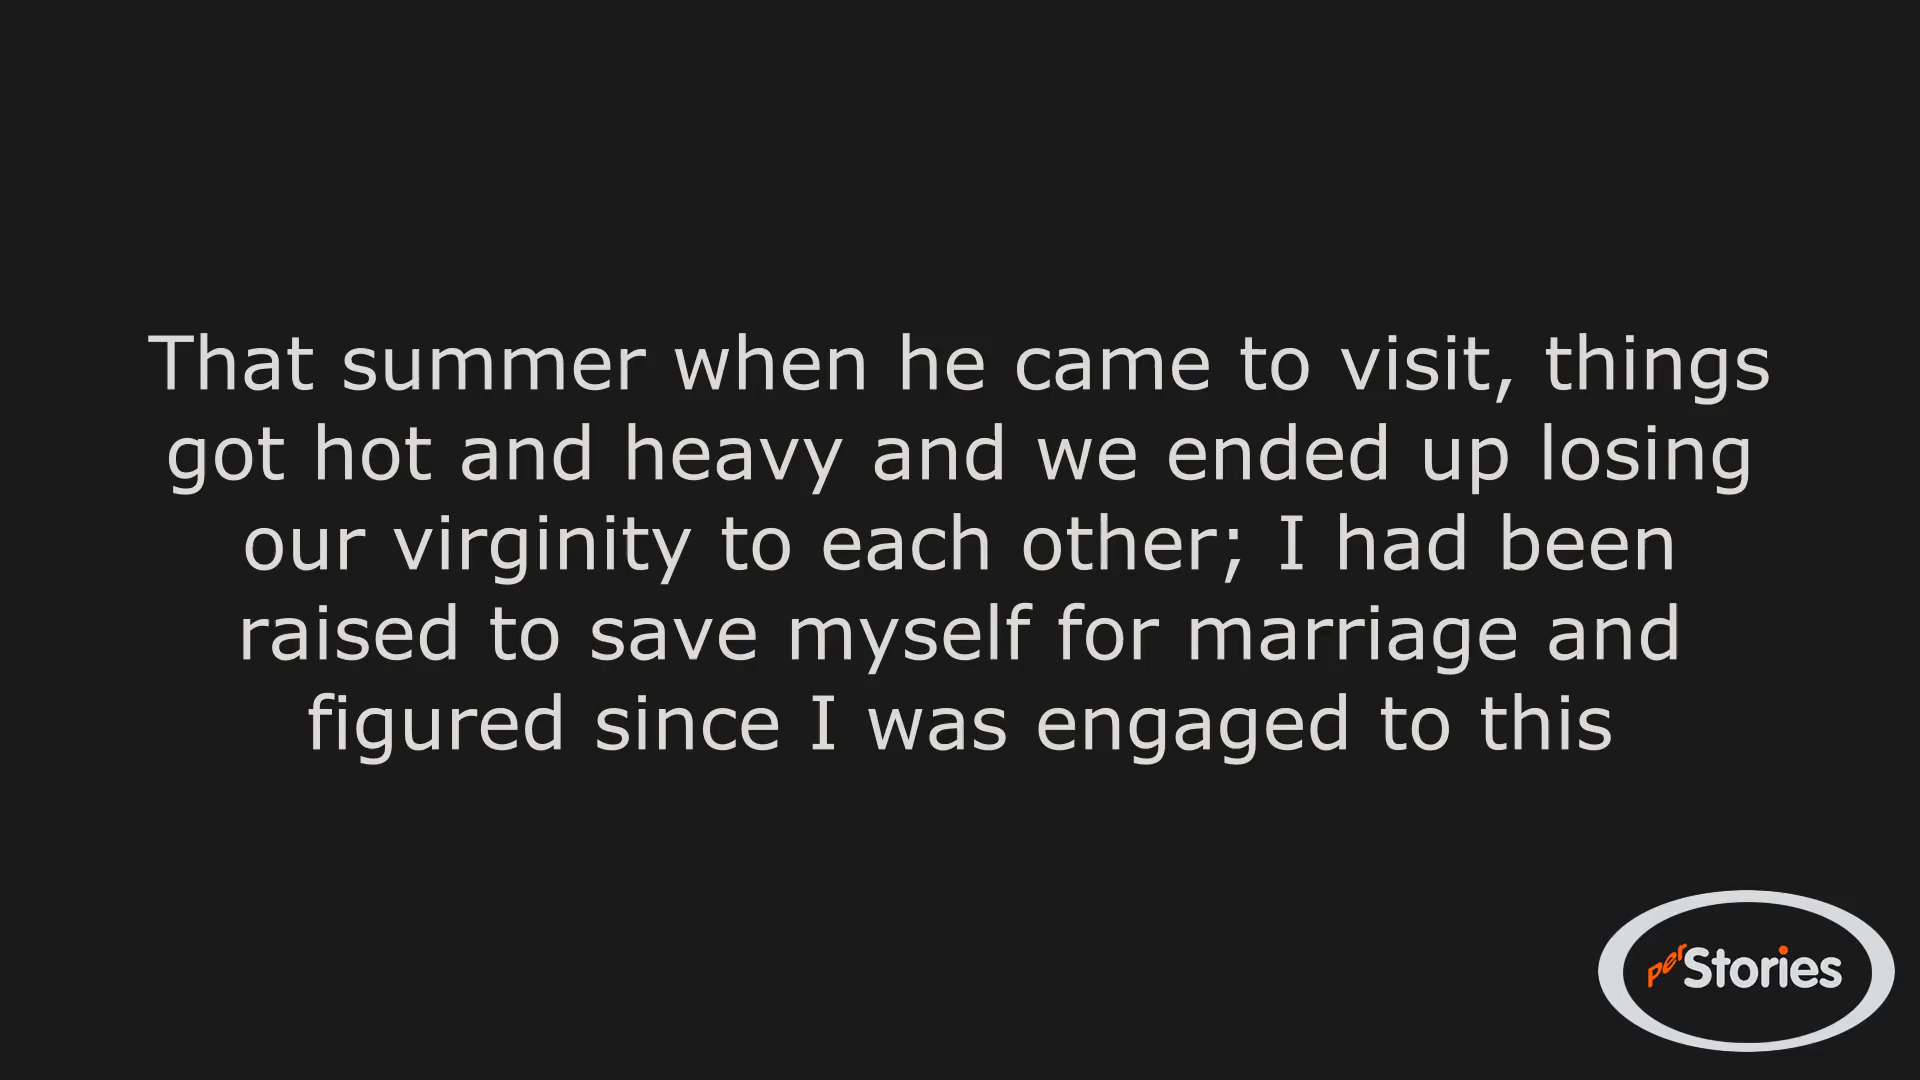 That summer when he came to visit, things
got hot and heavy and we ended up losing
our virginity to each other; I had been
raised to save myself for marriage and
figured since I was engaged to this
perStories